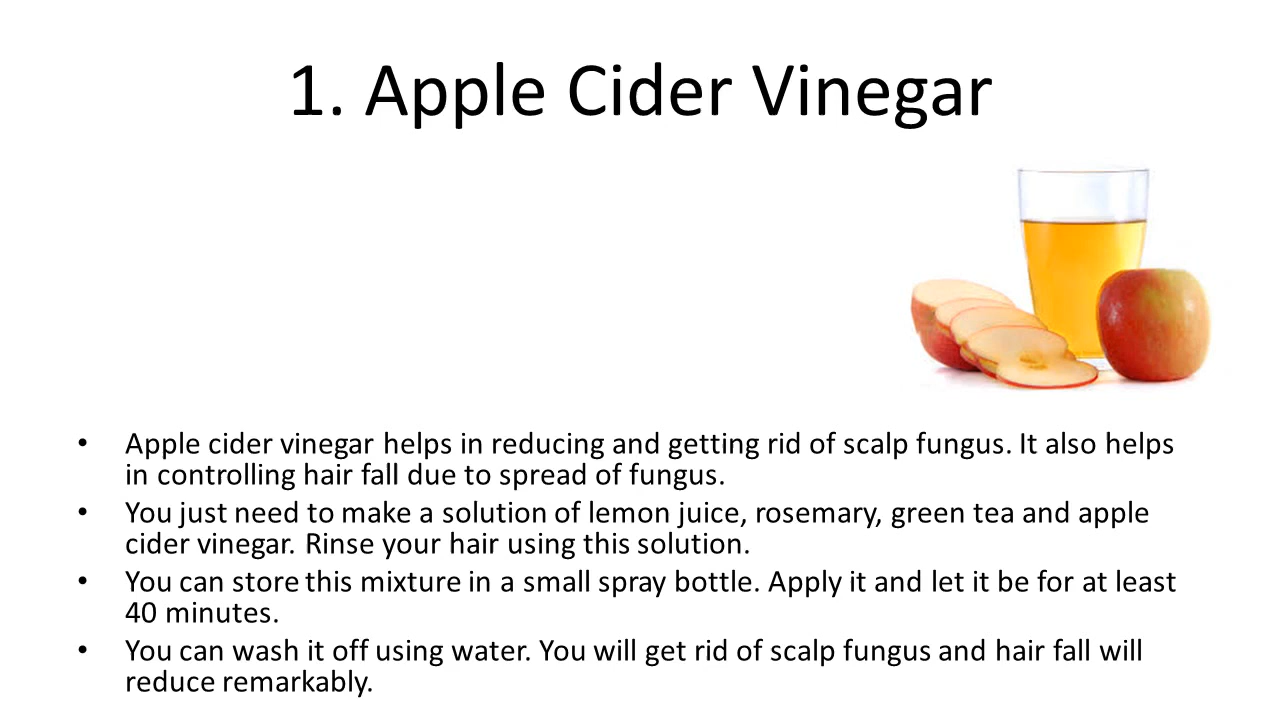 1. Apple Cider Vinegar
• Apple cider vinegar helps in reducing and getting rid of scalp fungus. It also helps
in controlling hair fall due to spread of fungus.
• You just need to make a solution of lemon juice, rosemary, green tea and apple
cider vinegar. Rinse your hair using this solution.
• You can store this mixture in a small spray bottle. Apply it and let it be for at least
40 minutes.
• You can wash it off using water. You will get rid of scalp fungus and hair fall will
reduce remarkably.